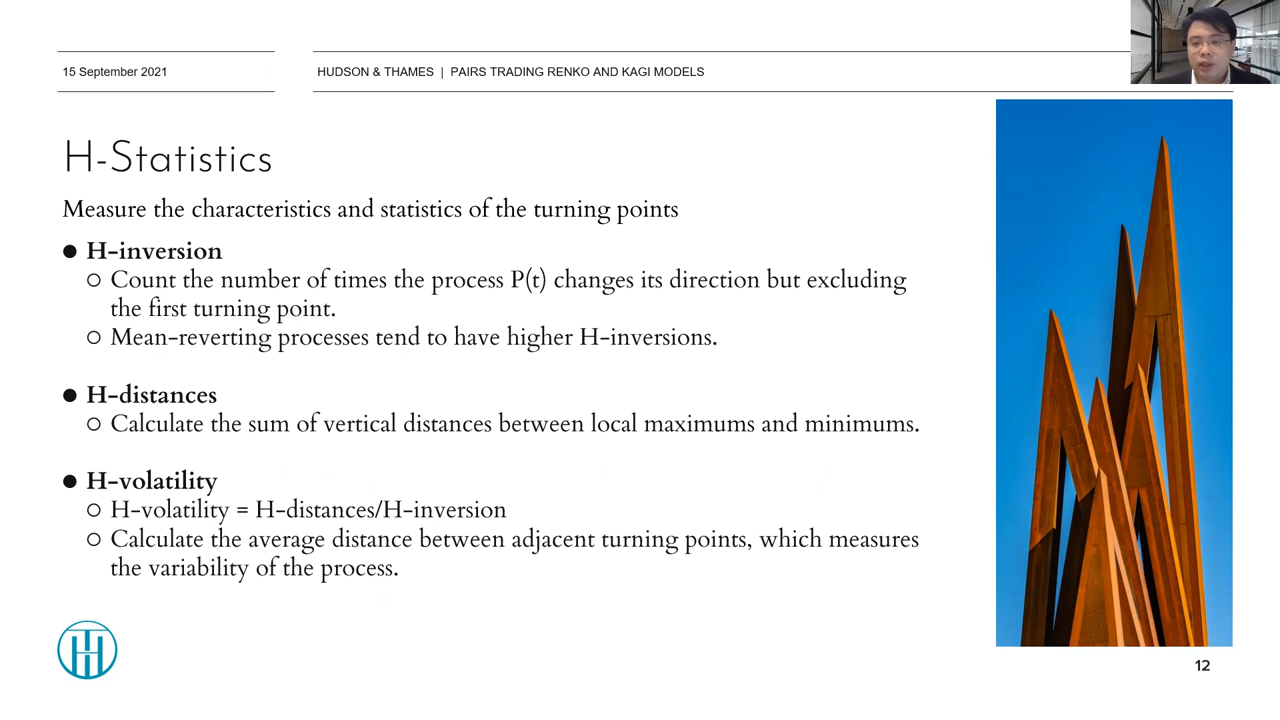 15 September 2021
HUDSON & THAMES | PAIRS TRADING RENKO AND KAGI MODELS
H-Statistics
Measure the characteristics and statistics of the turning points
● H-inversion
○ Count the number of times the process P(t) changes its direction but excluding
the first turning point.
○ Mean-reverting processes tend to have higher H-inversions.
● H-distances
○ Calculate the sum of vertical distances between local maximums and minimums.
● H-volatility
○ H-volatility = H-distances/H-inversion
○ Calculate the average distance between adjacent turning points, which measures
the variability of the process.
12